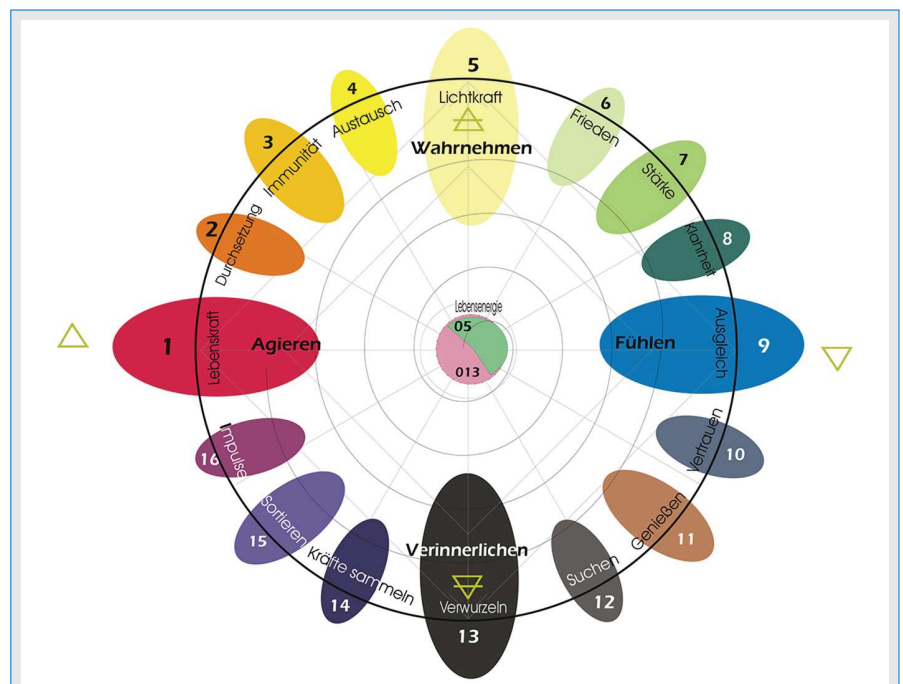 5
Lichtkraft
Wahrnehmen
6
Frieden
7
Stärke
8
Klahrheit
9
Ausgleich
Fühlen
10
Vertrauen
11
Genießen
12
Suchen
Verinnerlichen
Verwurzeln
13
14
Kräfte sammeln
15
Sortieren
16
Impulse
1
Lebenskraft
Agieren
2
Durchsetzung
3
Immunität
4
Austausch
Lebensenergie
05
013